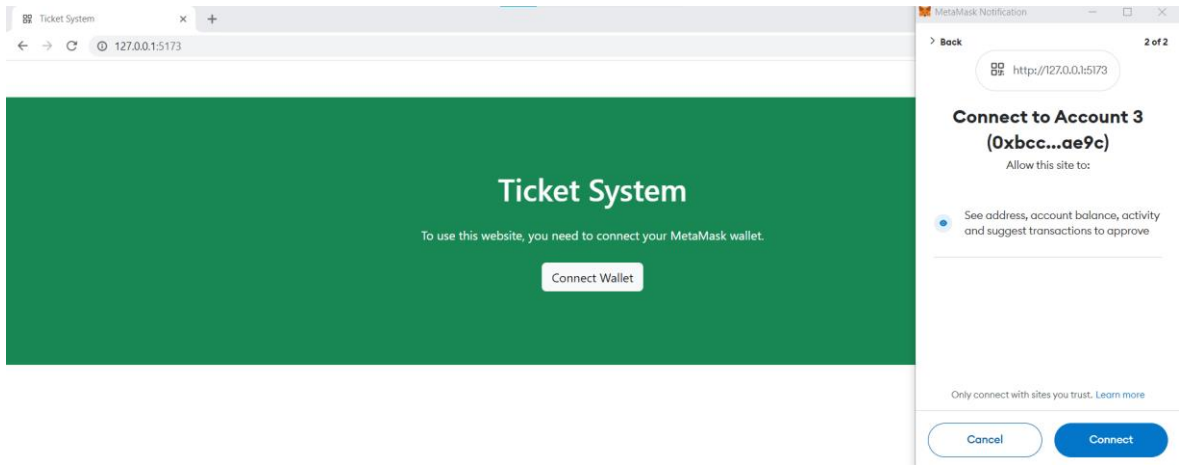 Ticket System
127.0.0.1:5173
Ticket System
To use this website, you need to connect your MetaMask wallet.
Connect Wallet
MetaMask Notification
Back
2 of 2
http://127.0.0.1:5173
Connect to Account 3
(0xbcc...ae9c)
Allow this site to:
See address, account balance, activity
and suggest transactions to approve
Only connect with sites you trust. Learn more
Cancel
Connect